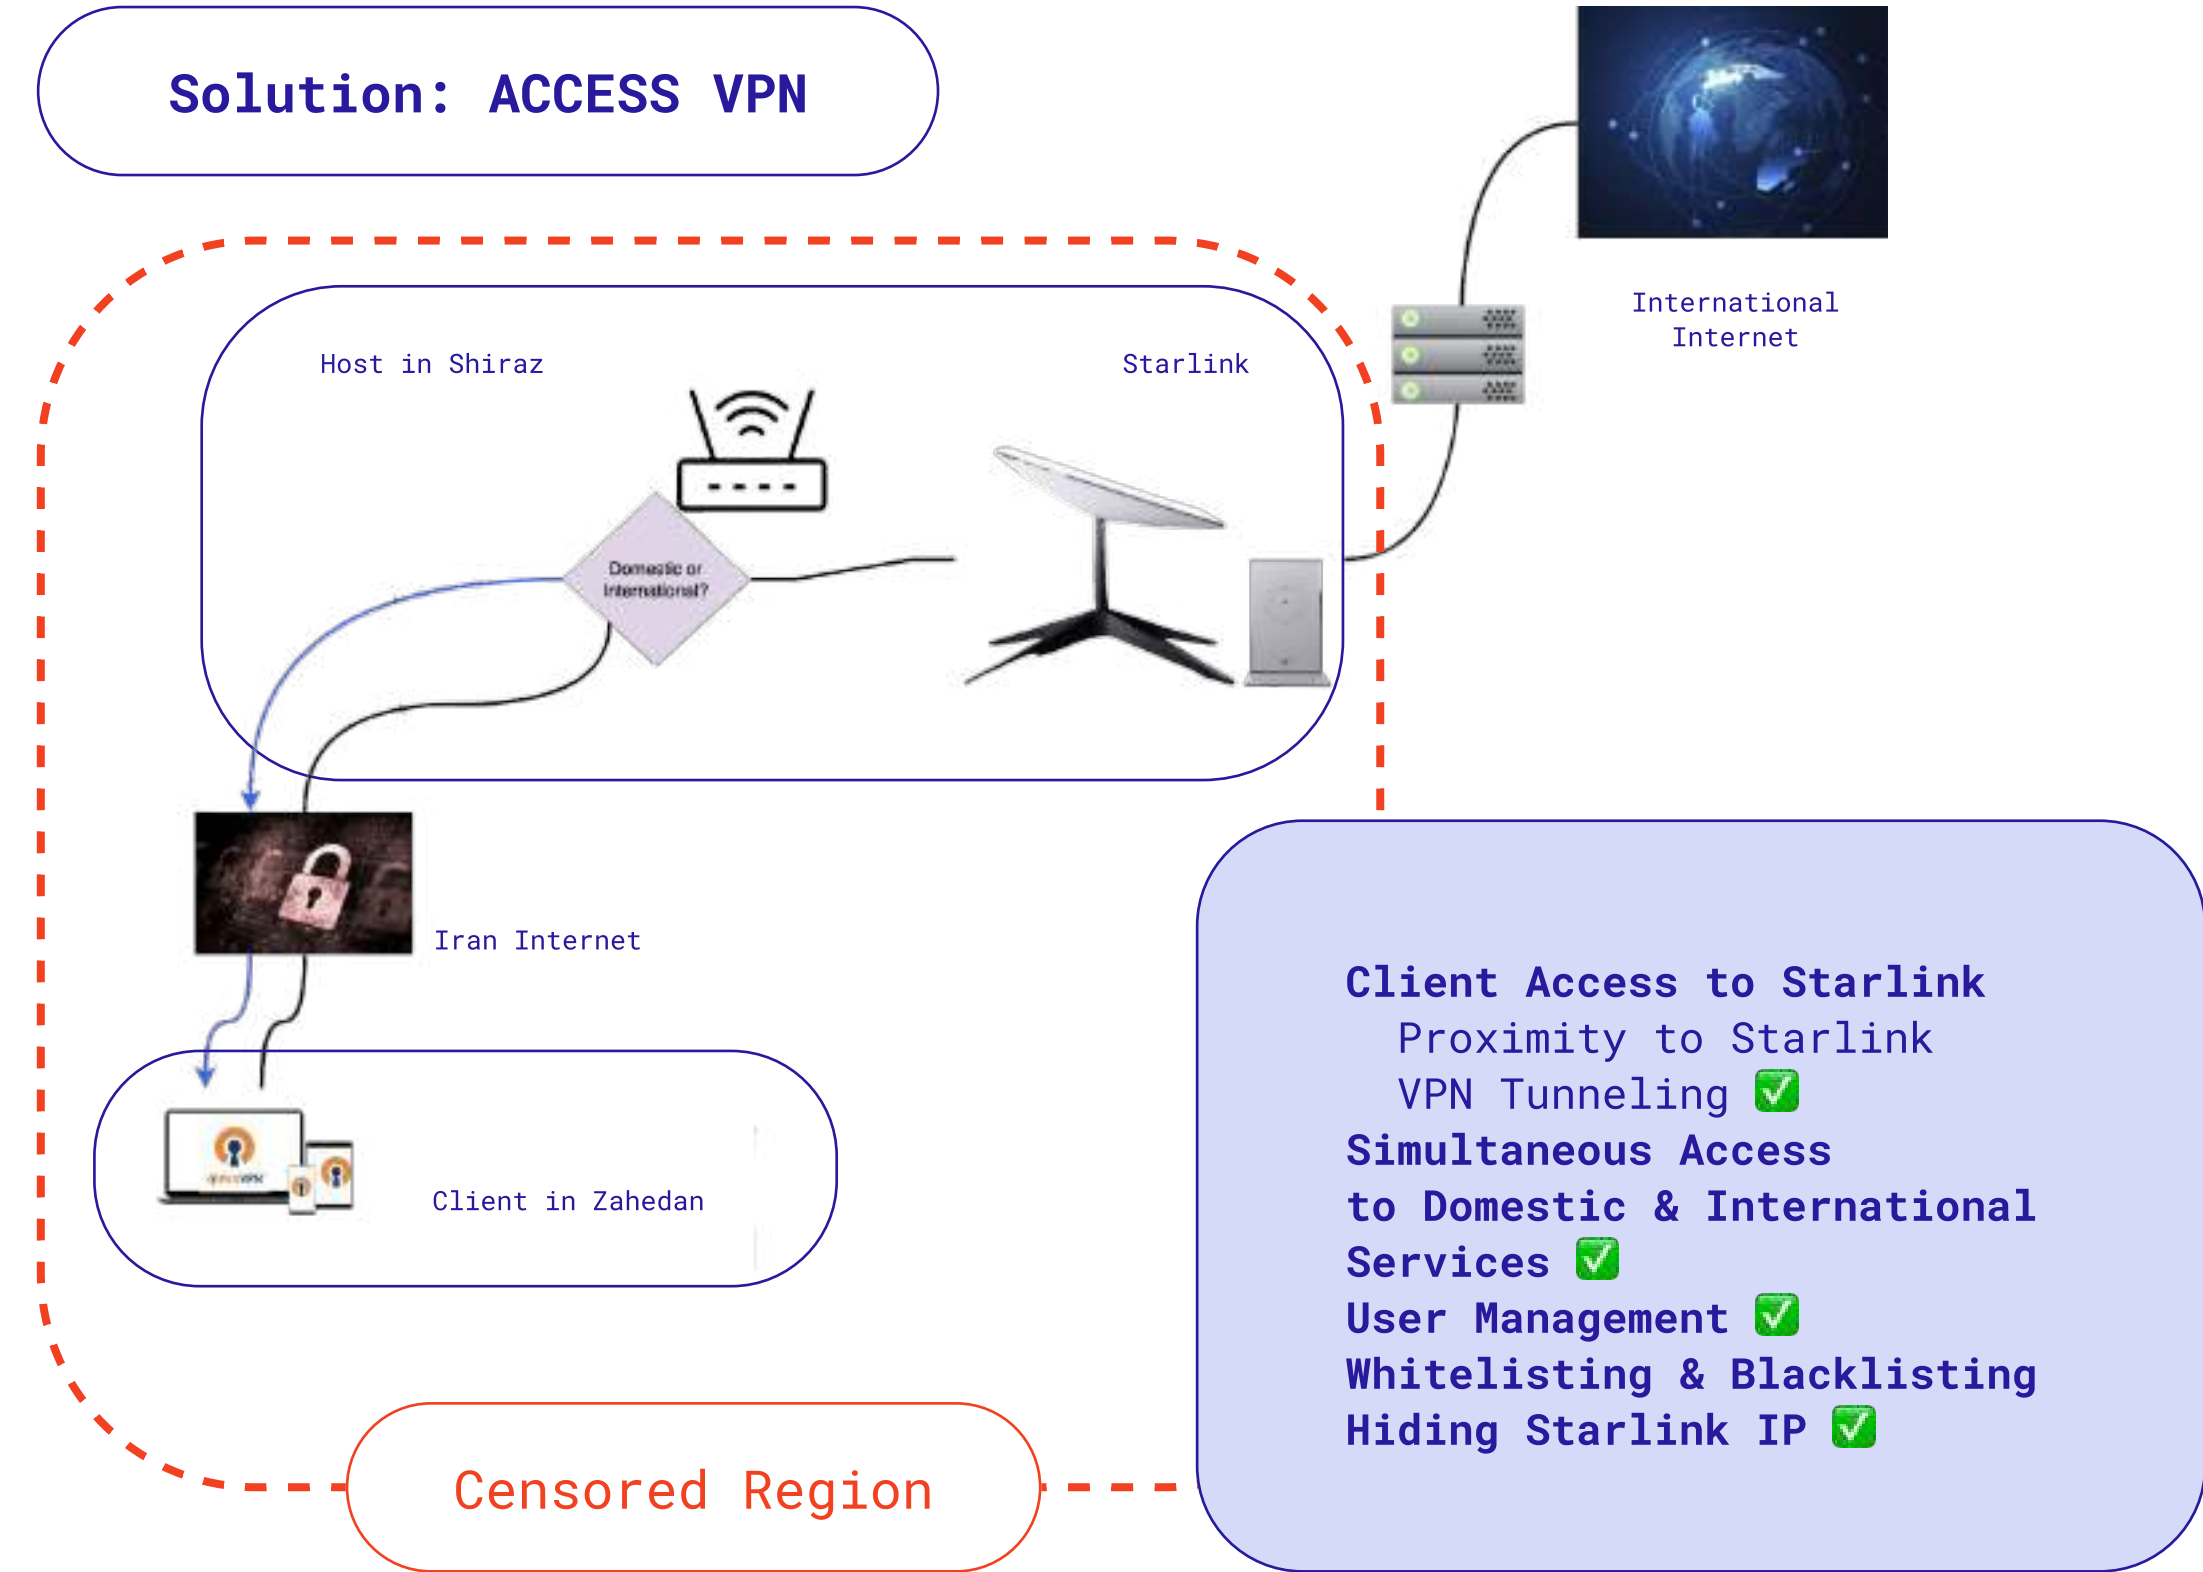 Solution: ACCESS VPN
International
Internet
Host in Shiraz
Starlink
Domestic or
International?
Iran Internet
Client in Zahedan
Client Access to Starlink
Proximity to Starlink
VPN Tunneling ✅
Simultaneous Access
to Domestic & International
Services ✅
User Management ✅
Whitelisting & Blacklisting
Hiding Starlink IP ✅
Censored Region